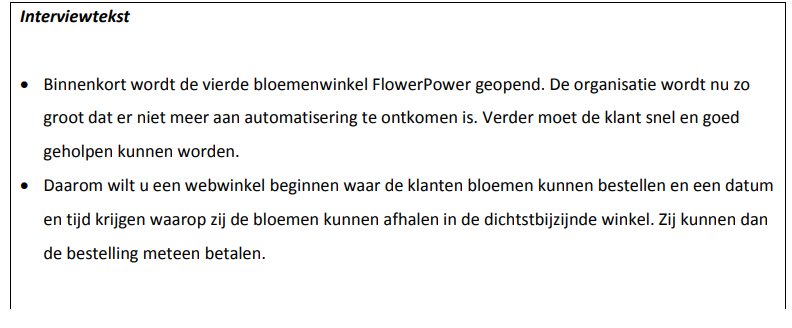 Interviewtekst
• Binnenkort wordt de vierde bloemenwinkel FlowerPower geopend. De organisatie wordt nu zo
groot dat er niet meer aan automatisering te ontkomen is. Verder moet de klant snel en goed
geholpen kunnen worden.
• Daarom wilt u een webwinkel beginnen waar de klanten bloemen kunnen bestellen en een datum
en tijd krijgen waarop zij de bloemen kunnen afhalen in de dichtstbijzijnde winkel. Zij kunnen dan
de bestelling meteen betalen.